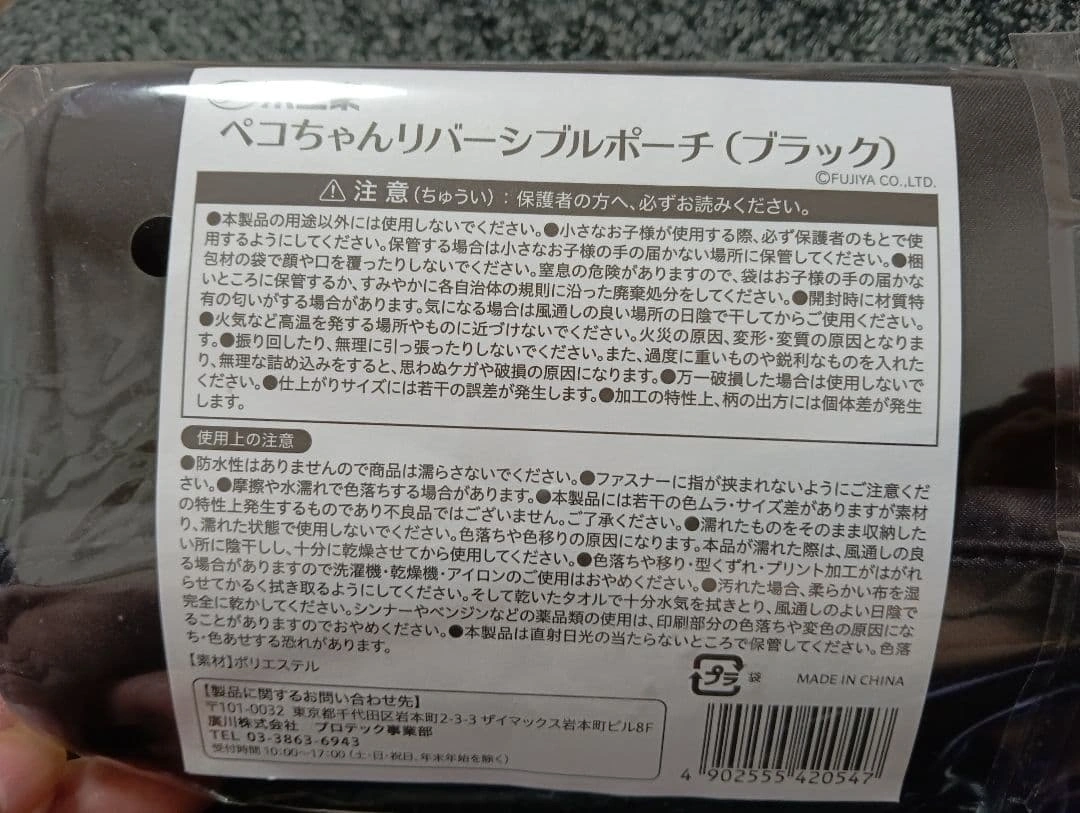 ペコちゃんリバーシブルポーチ（ブラック）
©FUJIYA CO.,LTD.
⚠ 注意（ちゅうい）：保護者の方へ、必ずお読みください。
●本製品の用途以外には使用しないでください。●小さなお子様が使用する際、必ず保護者のもとで使
用するようにしてください。保管する場合は小さなお子様の手の届かない場所に保管してください。●梱
包材の袋で顔や口を覆ったりしないでください。窒息の危険がありますので、袋はお子様の手の届かな
いところに保管するか、すみやかに各自治体の規則に沿った廃棄処分をしてください。●開封時に材質特
有の匂いがする場合があります。気になる場合は風通しの良い場所の日陰で干してからご使用ください。
●火気など高温を発する場所やものに近づけないでください。火災の原因、変形・変質の原因となりま
す。●振り回したり、無理に引っ張ったりしないでください。また、過度に重いものや鋭利なものを入れた
り、無理な詰め込みをすると、思わぬケガや破損の原因になります。●万一破損した場合は使用しないで
ください。●仕上がりサイズには若干の誤差が発生します。●加工の特性上、柄の出方には個体差が発生
します。
使用上の注意
●防水性はありませんので商品は濡らさないでください。●ファスナーに指が挟まれないようにご注意くだ
さい。●摩擦や水濡れで色落ちする場合があります。●本製品には若干の色ムラ・サイズ差がありますが素材
の特性上発生するものであり不良品ではございません。ご了承ください。●濡れたものをそのまま収納した
り、濡れた状態で使用しないでください。色落ちや色移りの原因になります。本品が濡れた際は、風通しの良
い所に陰干しし、十分に乾燥させてから使用してください。●色落ちや移り・型くずれ・プリント加工がはがれ
る場合がありますので洗濯機・乾燥機・アイロンのご使用はおやめください。●汚れた場合、柔らかい布を湿
らせてかるく拭き取るようにしてください。そして乾いたタオルで十分水気を拭きとり、風通しのよい日陰で
完全に乾かしてください。シンナーやベンジンなどの薬品類の使用は、印刷部分の色落ちや変色の原因にな
ることがありますのでおやめください。●本製品は直射日光の当たらないところで保管してください。色落
ち・色あせする恐れがあります。
【素材】ポリエステル
プラ 袋 MADE IN CHINA
【製品に関するお問い合わせ先】
〒101-0032 東京都千代田区岩本町2-3-3 ザイマックス岩本町ビル8F
廣川株式会社 プロテック事業部
TEL 03-3863-6943
受付時間 10:00～17:00（土・日・祝日、年末年始を除く）
4 902555 420547